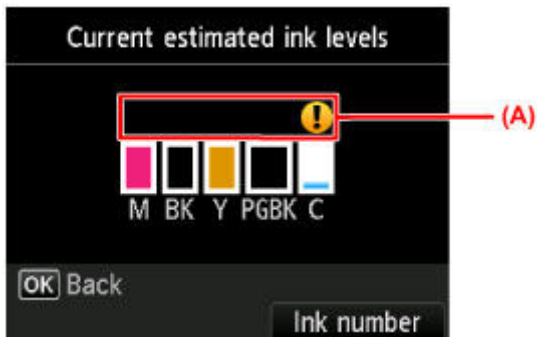 Current estimated ink levels
(A)
M BK Y PGBK C
OK Back
Ink number